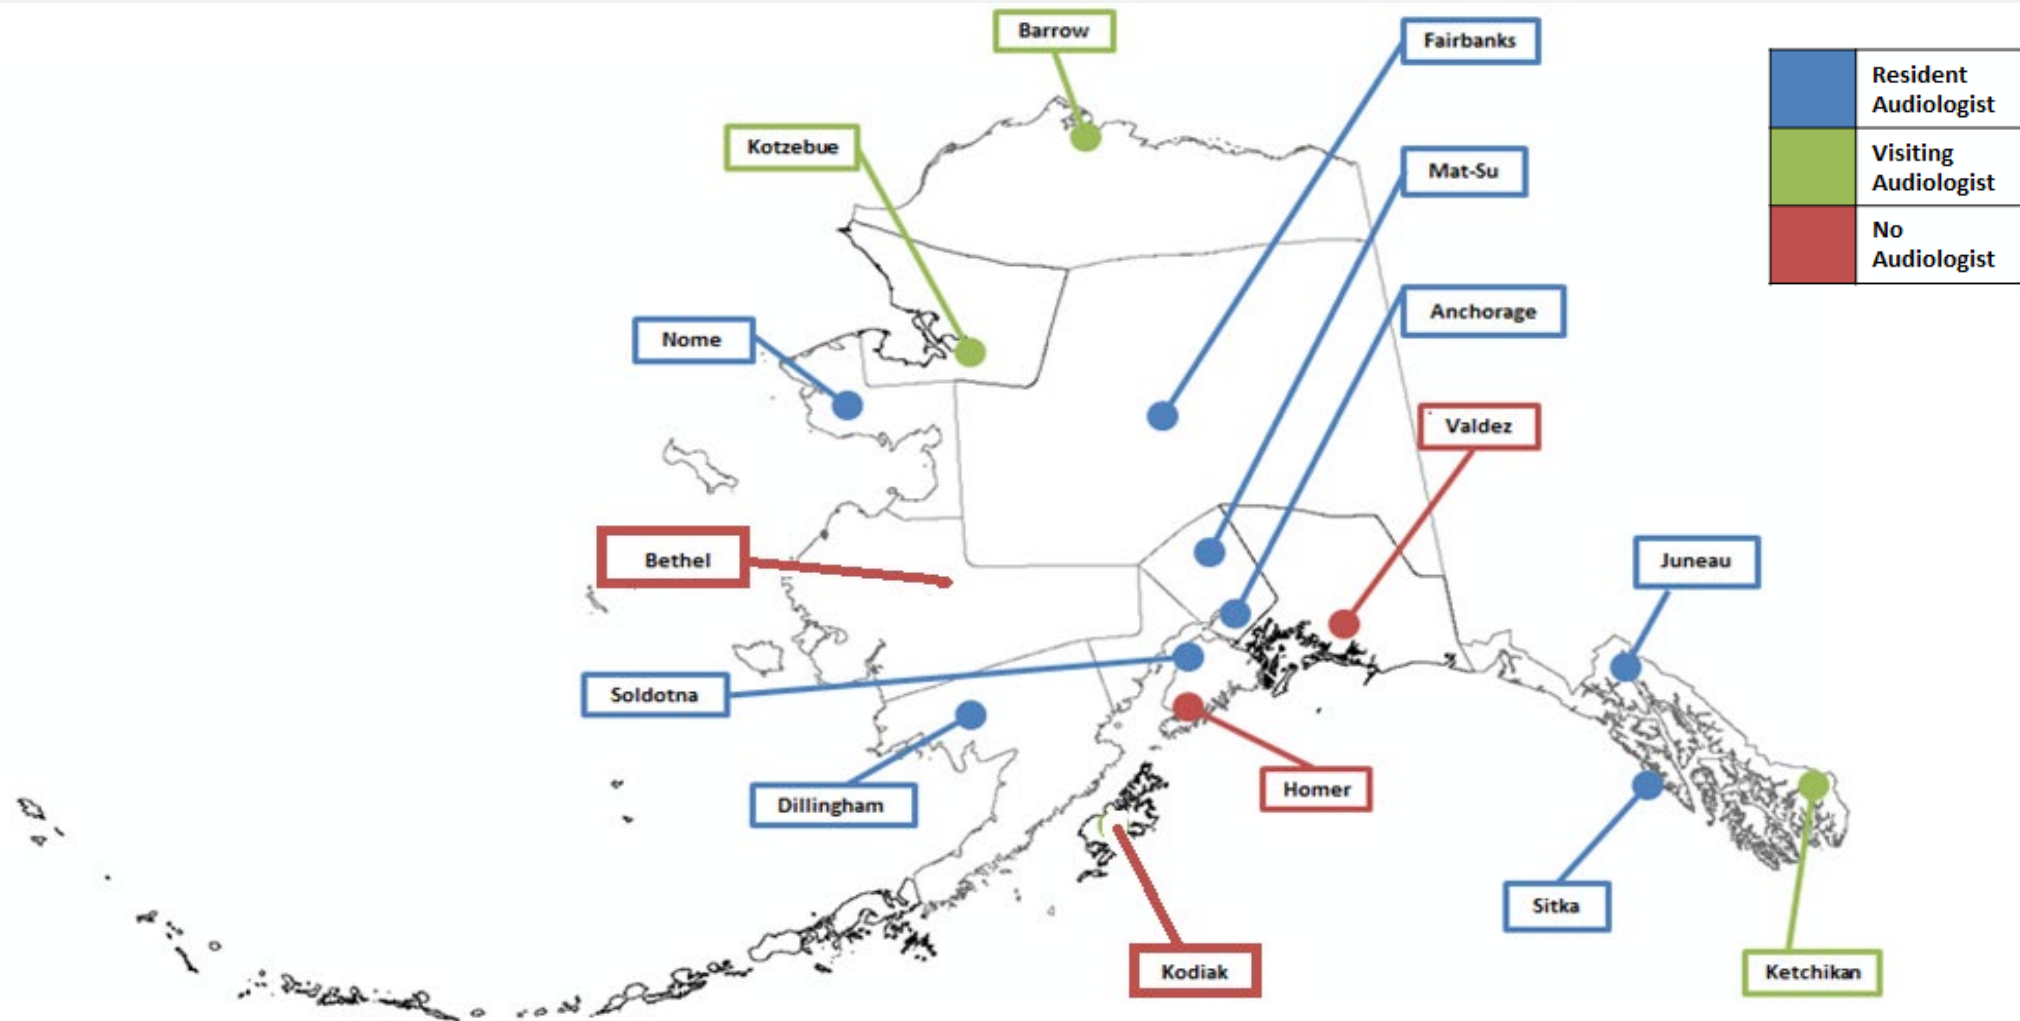 Barrow
Fairbanks
Resident
Audiologist
Kotzebue
Visiting
Audiologist
Mat-Su
No
Audiologist
Anchorage
Nome
Valdez
Bethel
Juneau
Soldotna
Homer
Dillingham
Sitka
Kodiak
Ketchikan